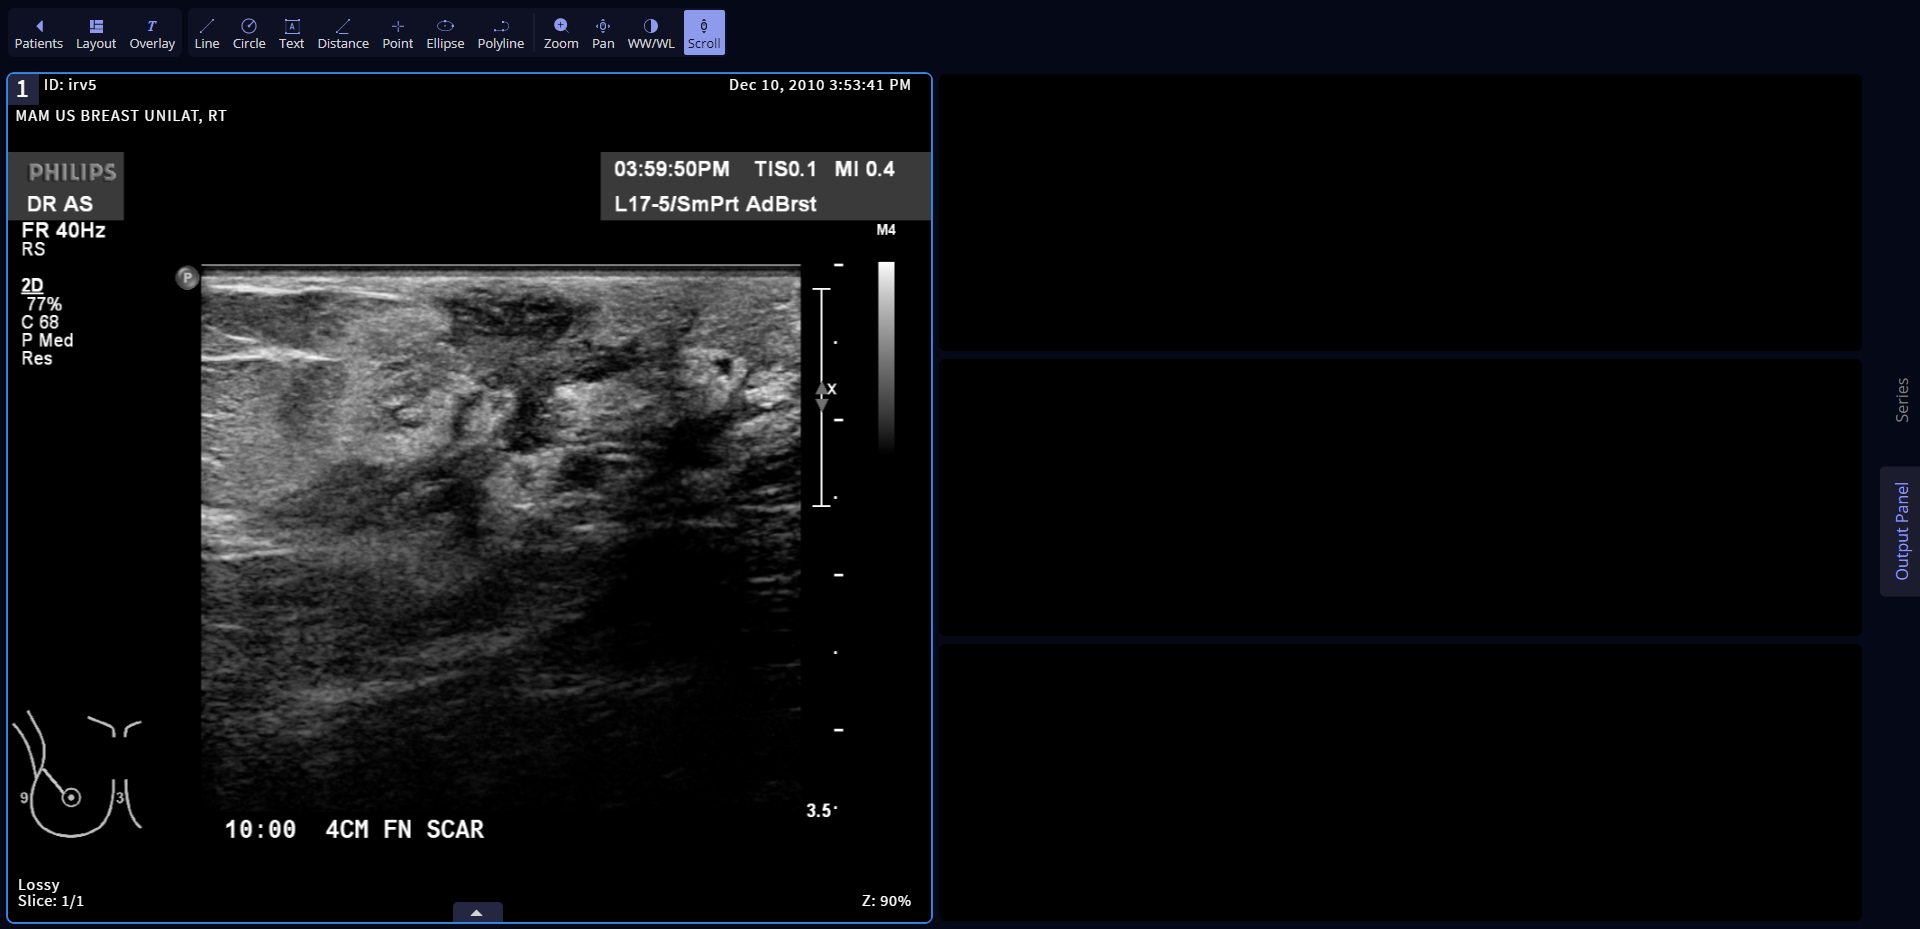 Patients Layout Overlay Line Circle Text Distance Point Ellipse Polyline Zoom Pan WW/WL Scroll
1 ID: irv5 Dec 10, 2010 3:53:41 PM
MAM US BREAST UNILAT, RT
PHILIPS 03:59:50PM TIS0.1 MI 0.4
DR AS L17-5/SmPrt AdBrst
FR 40Hz M4
RS
P
2D
77%
C 68
P Med
Res
X
9 3
3.5
10:00 4CM FN SCAR
Lossy
Slice: 1/1 Z: 90%
Series
Output Panel